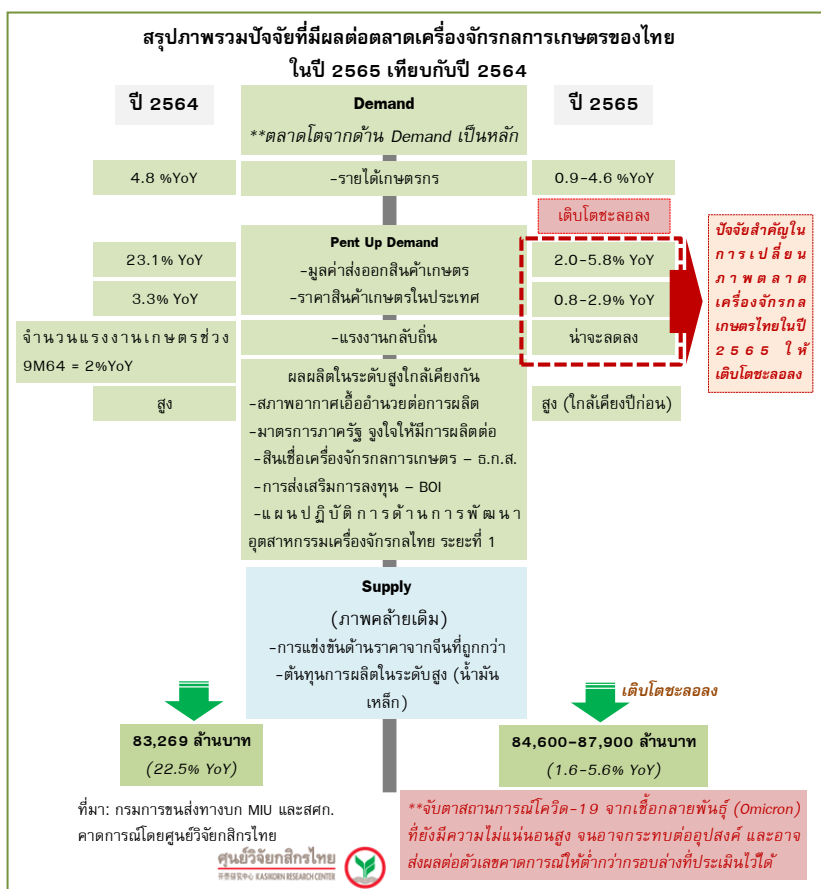 สรุปภาพรวมปัจจัยที่มีผลต่อตลาดเครื่องจักรกลการเกษตรของไทย
ในปี 2565 เทียบกับปี 2564
ปี 2564
Demand
ปี 2565
**ตลาดโตจากด้าน Demand เป็นหลัก
4.8 %YoY
-รายได้เกษตรกร
0.9-4.6 %YoY
เติบโตชะลอลง
Pent Up Demand
23.1% YoY
-มูลค่าส่งออกสินค้าเกษตร
2.0-5.8% YoY
3.3% YoY
-ราคาสินค้าเกษตรในประเทศ
0.8-2.9% YoY
จำนวนแรงงานเกษตรช่วง
9M64 = 2%YoY
-แรงงานกลับถิ่น
น่าจะลดลง
ปัจจัยสำคัญใน
การเปลี่ยน
ภาพตลาด
เครื่องจักรกล
เกษตรไทยในปี
2565 ให้
เติบโตชะลอลง
ผลผลิตในระดับสูงใกล้เคียงกัน
สูง
-สภาพอากาศเอื้ออำนวยต่อการผลิต
สูง (ใกล้เคียงปีก่อน)
-มาตรการภาครัฐ จูงใจให้มีการผลิตต่อ
-สินเชื่อเครื่องจักรกลการเกษตร – ธ.ก.ส.
-การส่งเสริมการลงทุน – BOI
-แผนปฏิบัติการด้านการพัฒนา
อุตสาหกรรมเครื่องจักรกลไทย ระยะที่ 1
Supply
(ภาพคล้ายเดิม)
-การแข่งขันด้านราคาจากจีนที่ถูกกว่า
-ต้นทุนการผลิตในระดับสูง (น้ำมัน
เหล็ก)
เติบโตชะลอลง
83,269 ล้านบาท
(22.5% YoY)
84,600-87,900 ล้านบาท
(1.6-5.6% YoY)
ที่มา: กรมการขนส่งทางบก MIU และสศก.
คาดการณ์โดยศูนย์วิจัยกสิกรไทย
ศูนย์วิจัยกสิกรไทย
开泰研究中心 KASIKORN RESEARCH CENTER
**จับตาสถานการณ์โควิด-19 จากเชื้อกลายพันธุ์ (Omicron)
ที่ยังมีความไม่แน่นอนสูง จนอาจกระทบต่ออุปสงค์ และอาจ
ส่งผลต่อตัวเลขคาดการณ์ให้ต่ำกว่ากรอบล่างที่ประเมินไว้ได้